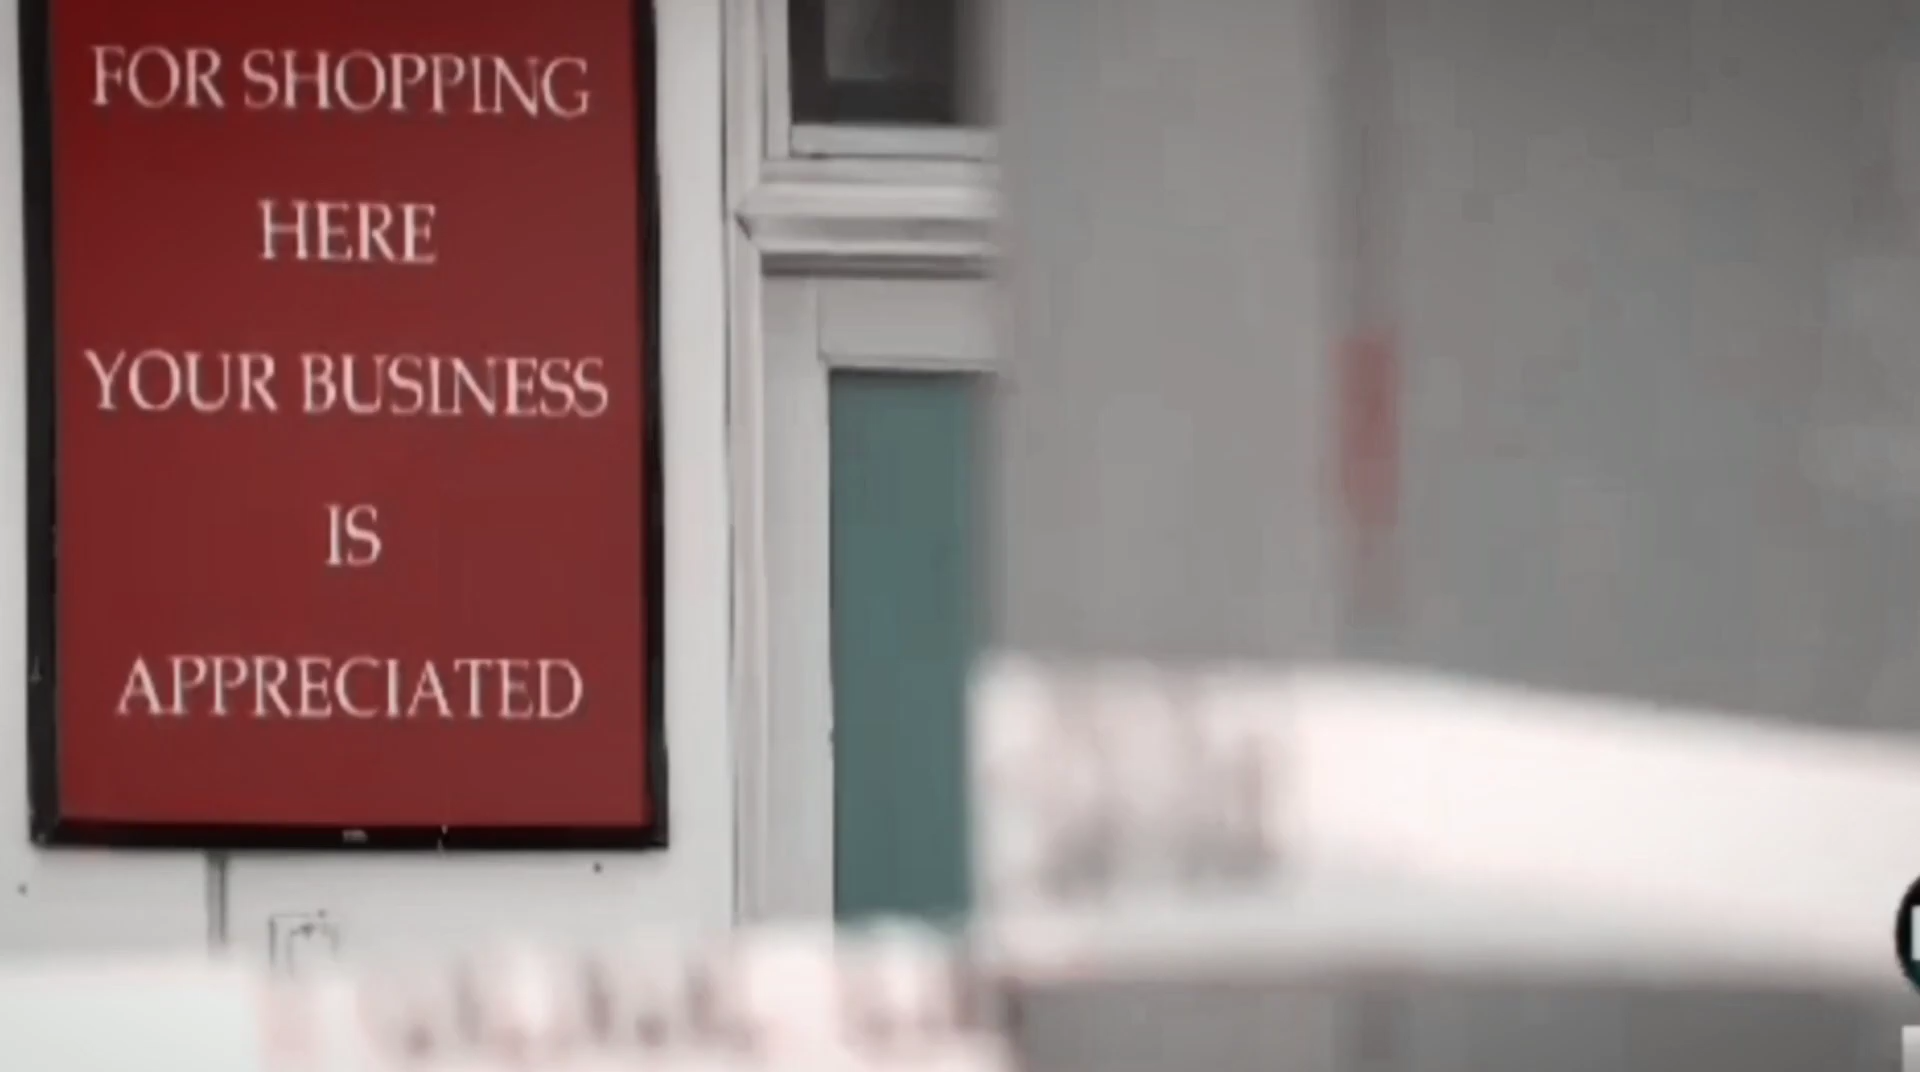 FOR SHOPPING
HERE
YOUR BUSINESS
IS
APPRECIATED